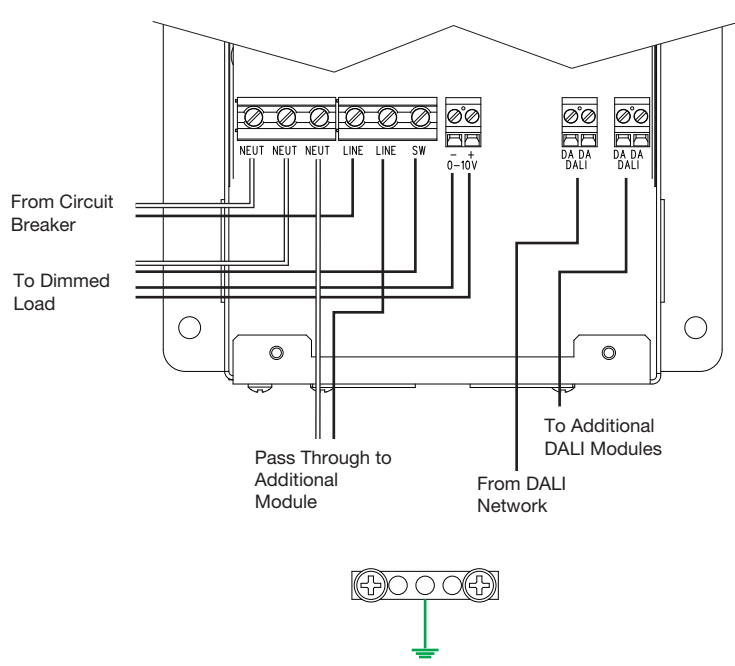 NEUT NEUT NEUT LINE LINE SW
- +
0-10V
DA DA
DALI
DA DA
DALI
From Circuit
Breaker
To Dimmed
Load
Pass Through to
Additional
Module
From DALI
Network
To Additional
DALI Modules